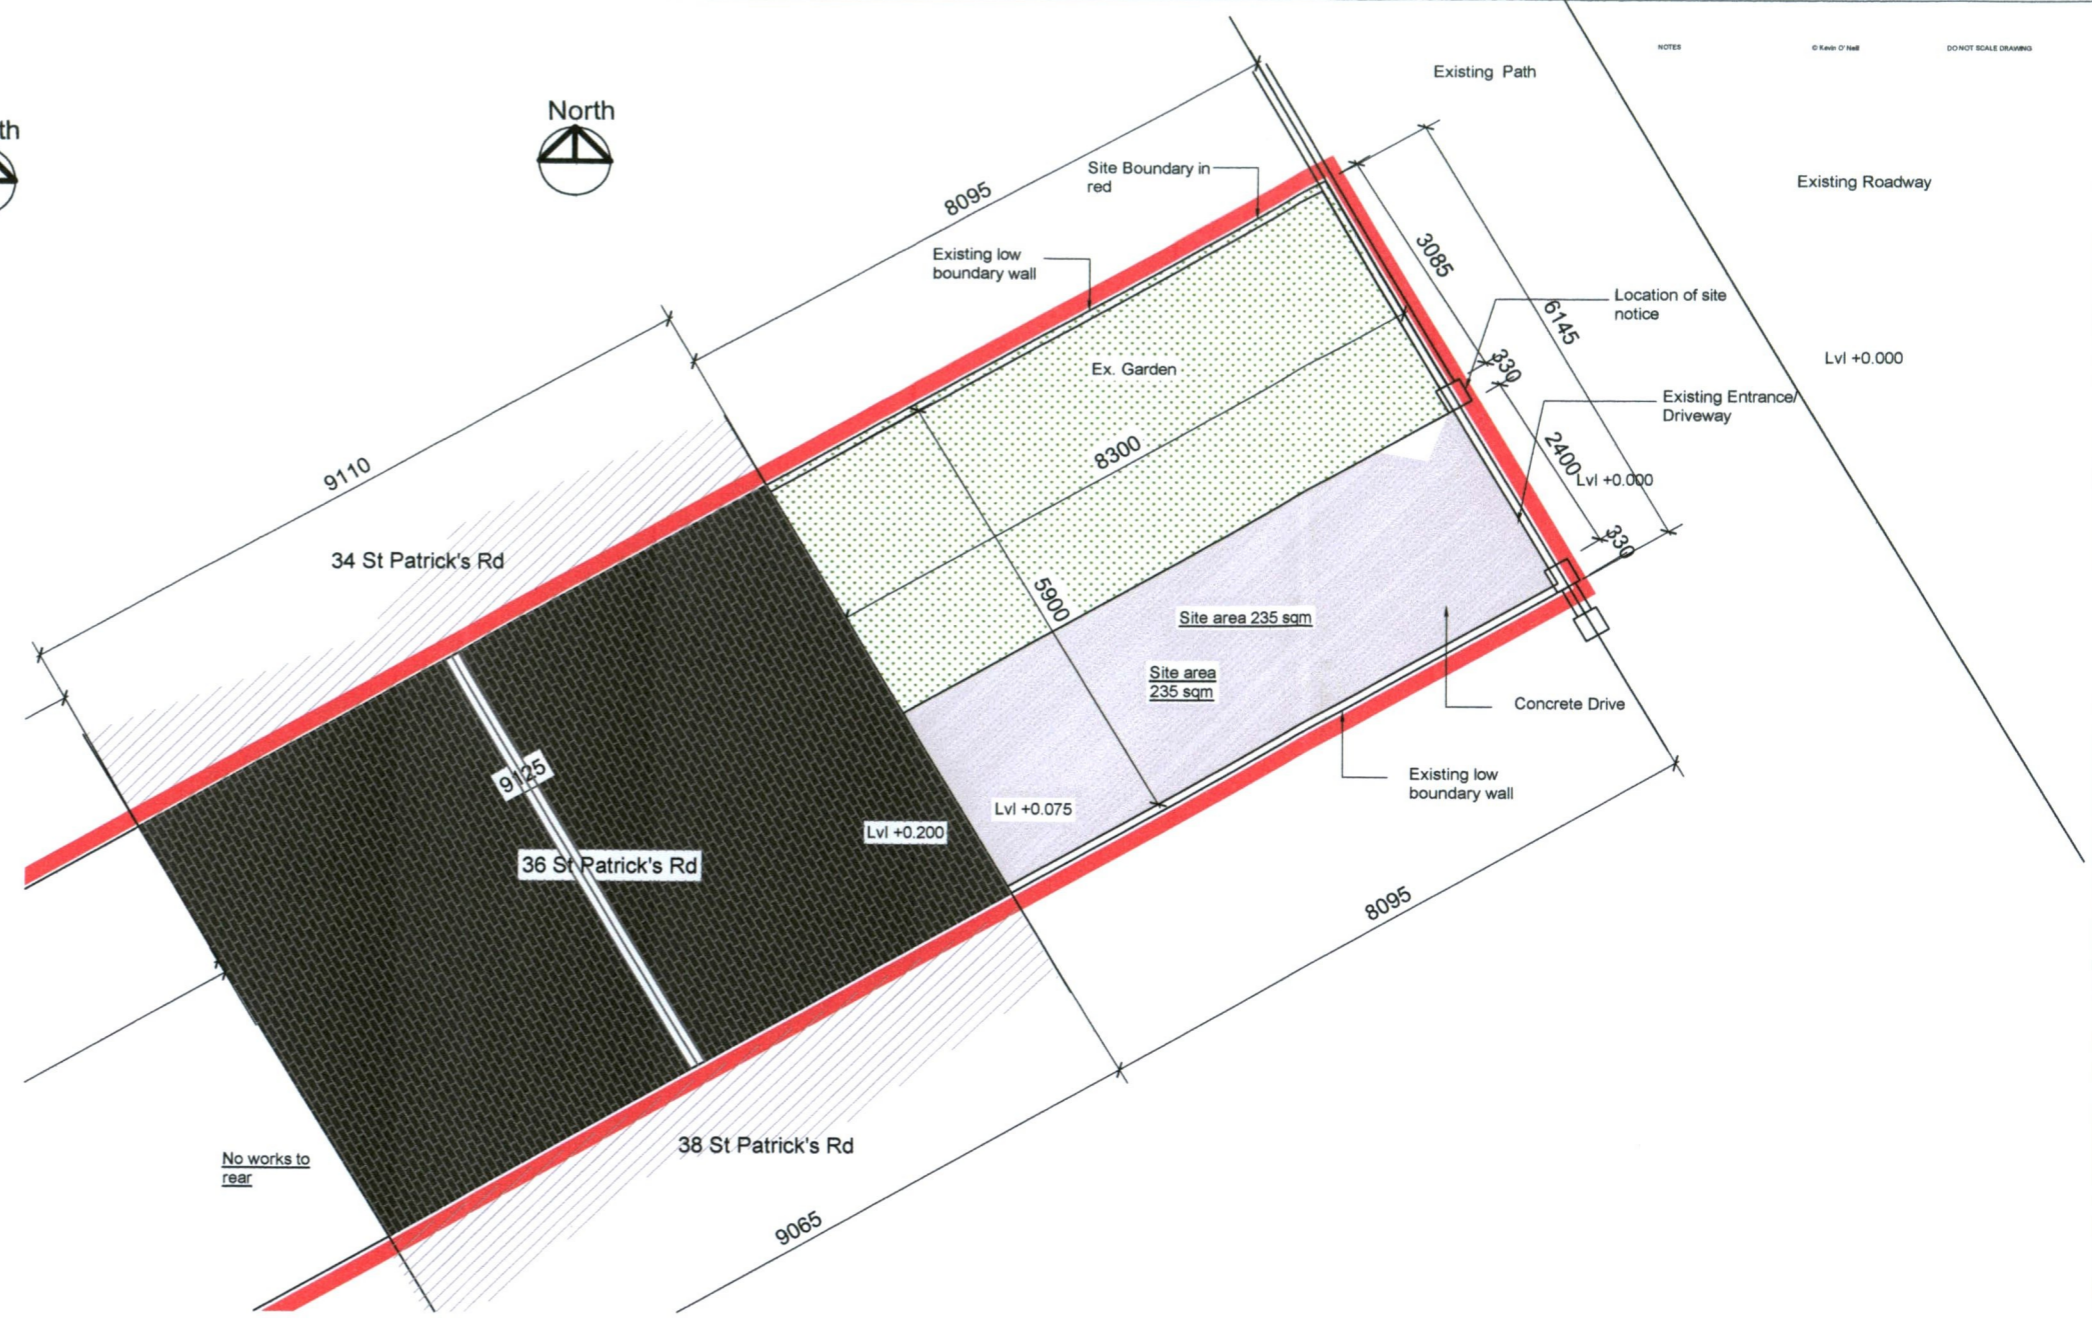 NOTES
© Kevin O' Neill
DO NOT SCALE DRAWING
Existing Path
North
th
Site Boundary in
red
Existing Roadway
8095
Existing low
boundary wall
3085
Location of site
notice
6145
Lvl +0.000
330
Ex. Garden
Existing Entrance/
Driveway
8300
2400
Lvl +0.000
9110
330
34 St Patrick's Rd
5900
Site area 235 sqm
Site area
235 sqm
Concrete Drive
9125
Existing low
boundary wall
Lvl +0.075
Lvl +0.200
36 St Patrick's Rd
8095
38 St Patrick's Rd
No works to
rear
9065